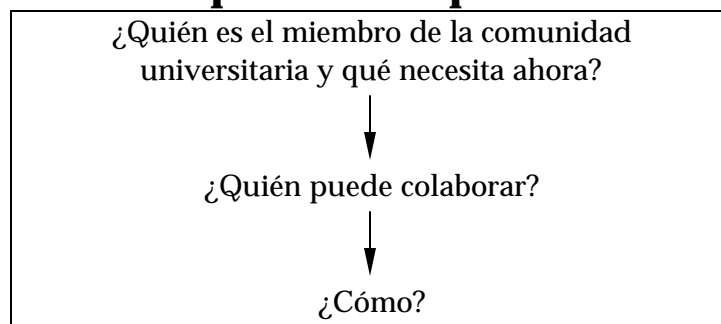 ¿Quién es el miembro de la comunidad
universitaria y qué necesita ahora?
¿Quién puede colaborar?
¿Cómo?